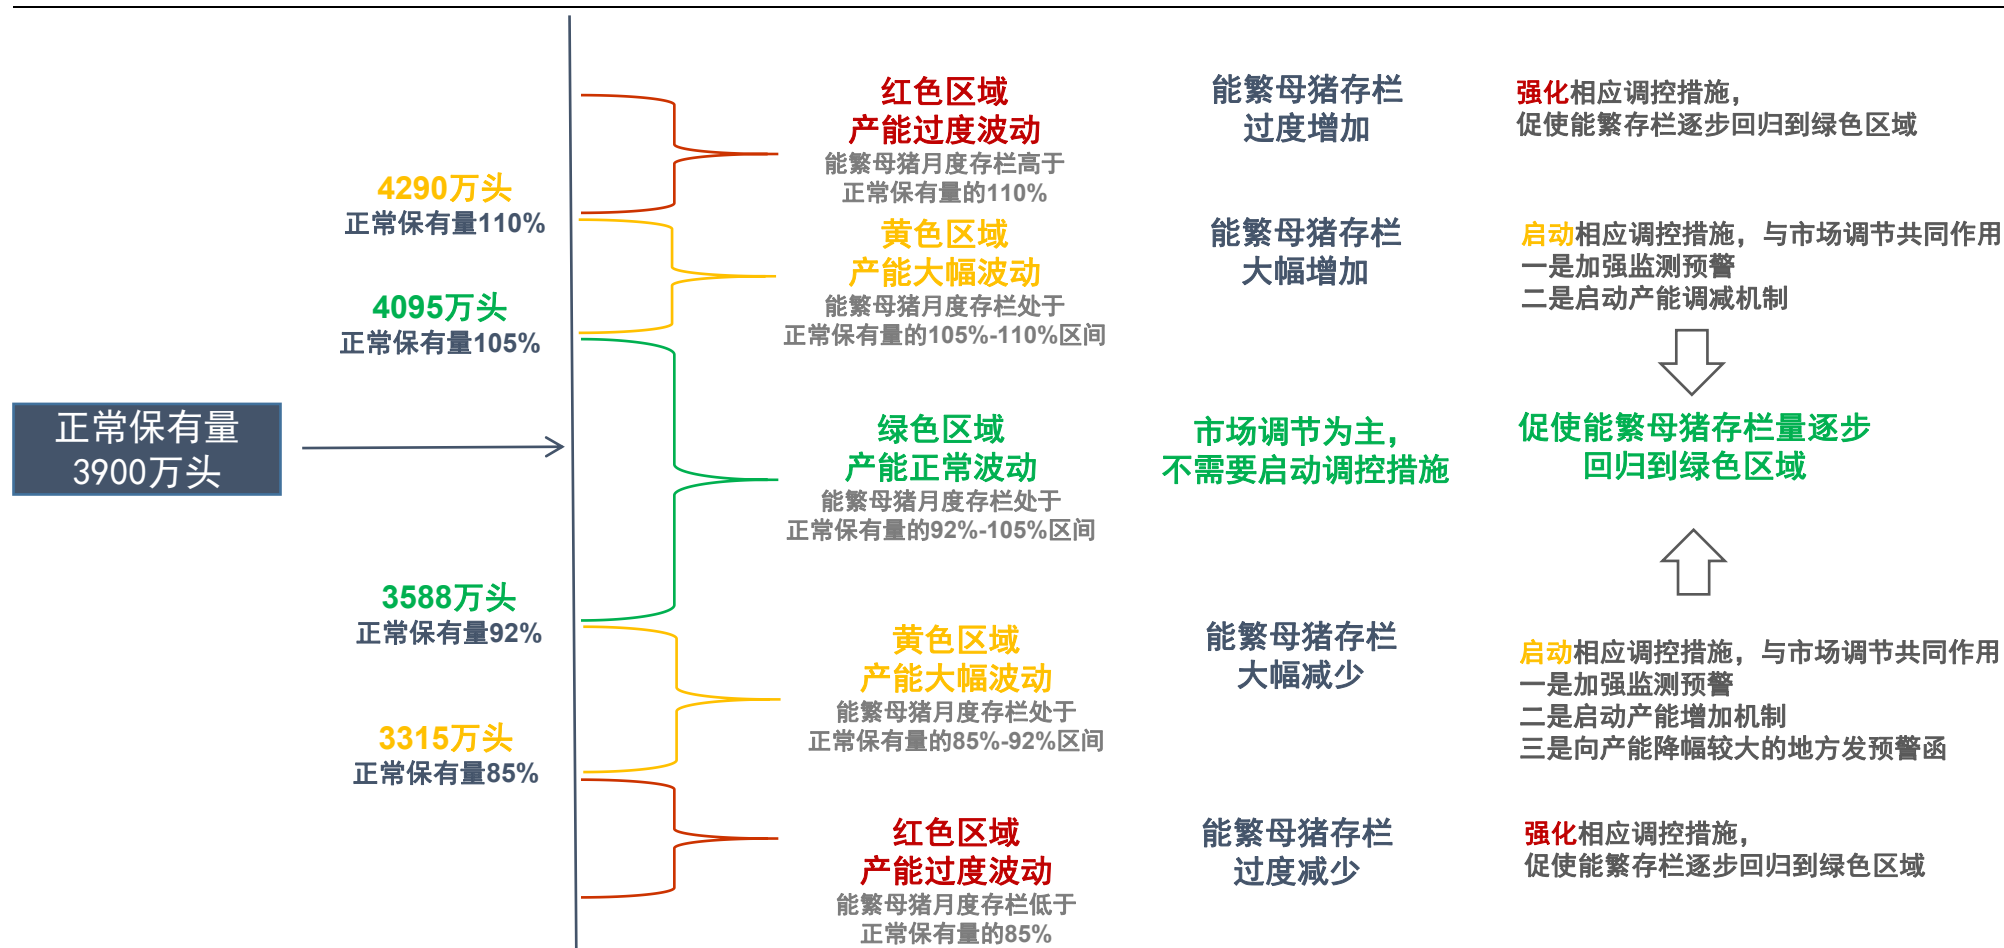 红色区域
产能过度波动
能繁母猪月度存栏高于
正常保有量的110%
能繁母猪存栏
过度增加
强化相应调控措施，
促使能繁存栏逐步回归到绿色区域
4290万头
正常保有量110%
黄色区域
产能大幅波动
能繁母猪月度存栏处于
正常保有量的105%-110%区间
能繁母猪存栏
大幅增加
启动相应调控措施，与市场调节共同作用
一是加强监测预警
二是启动产能调减机制
4095万头
正常保有量105%
正常保有量
3900万头
绿色区域
产能正常波动
能繁母猪月度存栏处于
正常保有量的92%-105%区间
市场调节为主，
不需要启动调控措施
促使能繁母猪存栏量逐步
回归到绿色区域
3588万头
正常保有量92%
黄色区域
产能大幅波动
能繁母猪月度存栏处于
正常保有量的85%-92%区间
能繁母猪存栏
大幅减少
启动相应调控措施，与市场调节共同作用
一是加强监测预警
二是启动产能增加机制
三是向产能降幅较大的地方发预警函
3315万头
正常保有量85%
红色区域
产能过度波动
能繁母猪月度存栏低于
正常保有量的85%
能繁母猪存栏
过度减少
强化相应调控措施，
促使能繁存栏逐步回归到绿色区域